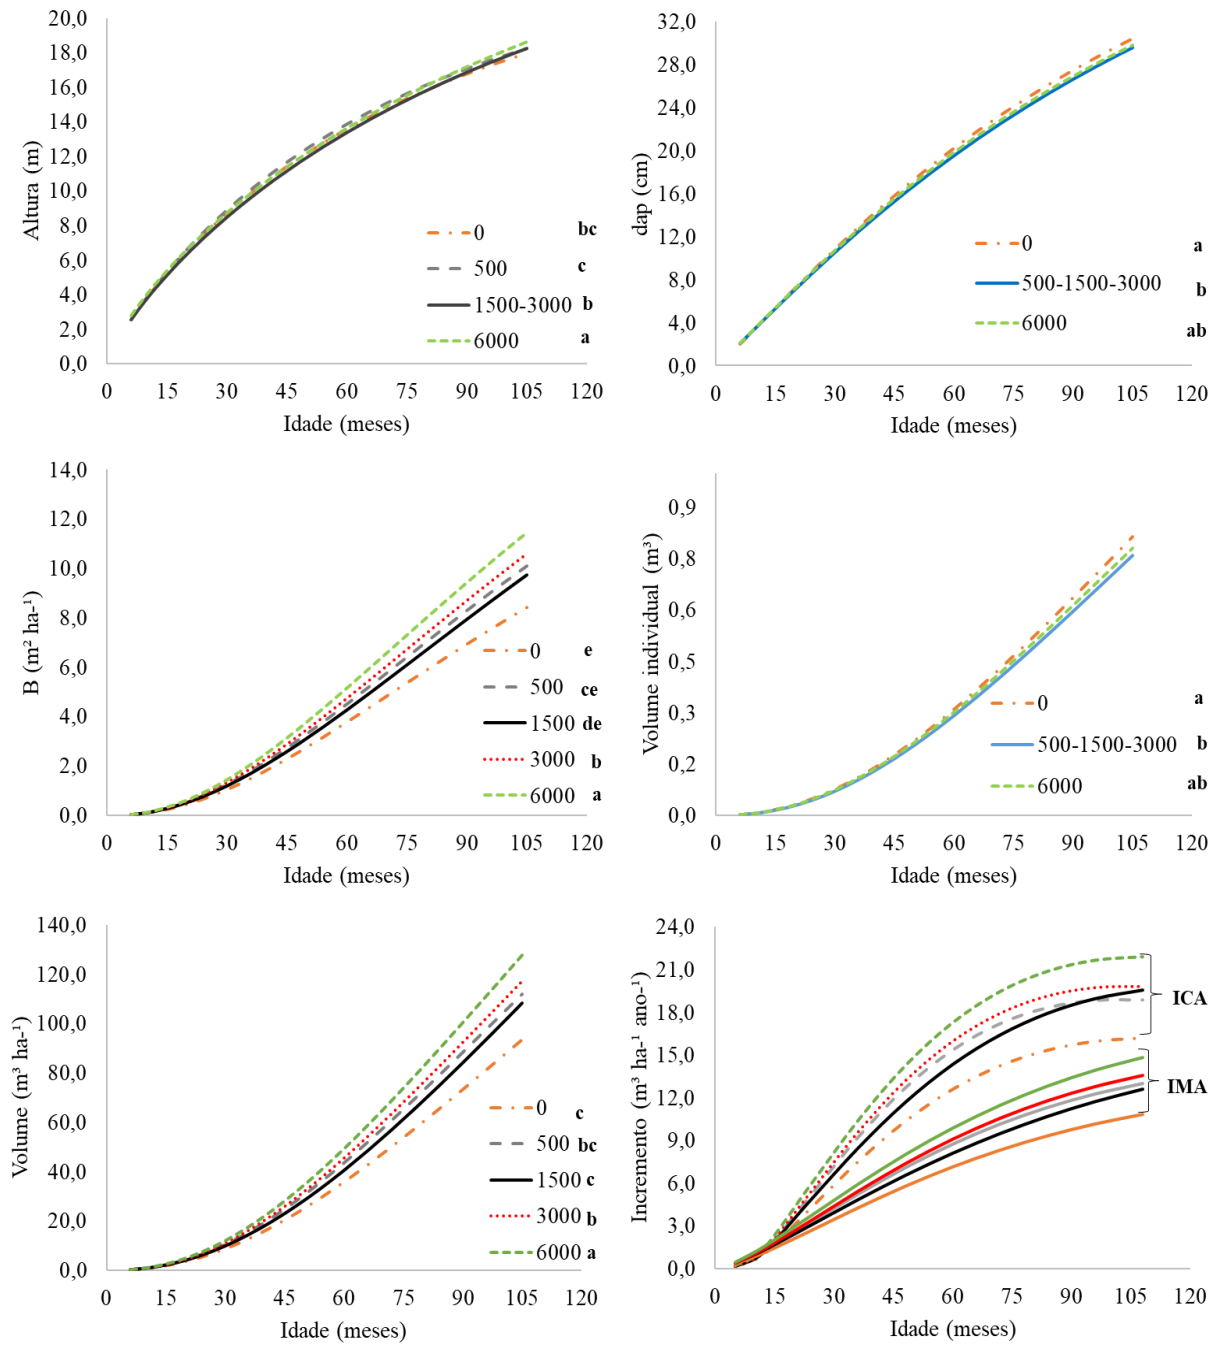 20,0
18,0
16,0
14,0
12,0
10,0
8,0
6,0
4,0
2,0
0,0
Altura (m)
0 bc
500 c
1500-3000 b
6000 a
0 15 30 45 60 75 90 105 120
Idade (meses)
32,0
28,0
24,0
20,0
16,0
12,0
8,0
4,0
0,0
dap (cm)
0 a
500-1500-3000 b
6000 ab
0 15 30 45 60 75 90 105 120
Idade (meses)
14,0
12,0
10,0
8,0
6,0
4,0
2,0
0,0
B (m² ha-¹)
0 e
500 ce
1500 de
3000 b
6000 a
0 15 30 45 60 75 90 105 120
Idade (meses)
0,9
0,8
0,6
0,5
0,3
0,2
0,0
Volume individual (m³)
0 a
500-1500-3000 b
6000 ab
0 15 30 45 60 75 90 105 120
Idade (meses)
140,0
120,0
100,0
80,0
60,0
40,0
20,0
0,0
Volume (m³ ha-¹)
0 c
500 bc
1500 c
3000 b
6000 a
0 15 30 45 60 75 90 105 120
Idade (meses)
24,0
21,0
18,0
15,0
12,0
9,0
6,0
3,0
0,0
Incremento (m³ ha-¹ ano-¹)
ICA
IMA
0 15 30 45 60 75 90 105 120
Idade (meses)